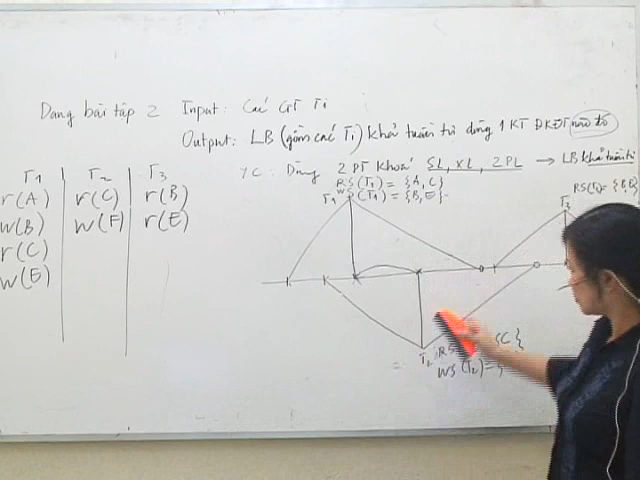 Dạng bài tập 2 Input: Các GT Ti
Output: LB (gồm các Ti) khả tuần tự dùng 1 KT ĐKĐT nào đó
YC: Dùng 2 PT khoá SL, XL, 2PL → LB khả tuần tự
T1 T2 T3
r(A) r(C) r(B)
w(B) w(F) r(E)
r(C)
w(E)
RS(T1) = {A, C}
T1 WS(T1) = {B, E}
T3
T2 RS C}
WS(T2) = {